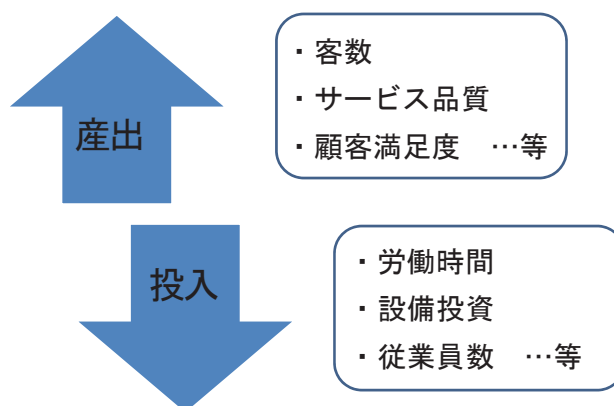 産出
・客数
・サービス品質
・顧客満足度　…等
投入
・労働時間
・設備投資
・従業員数　…等